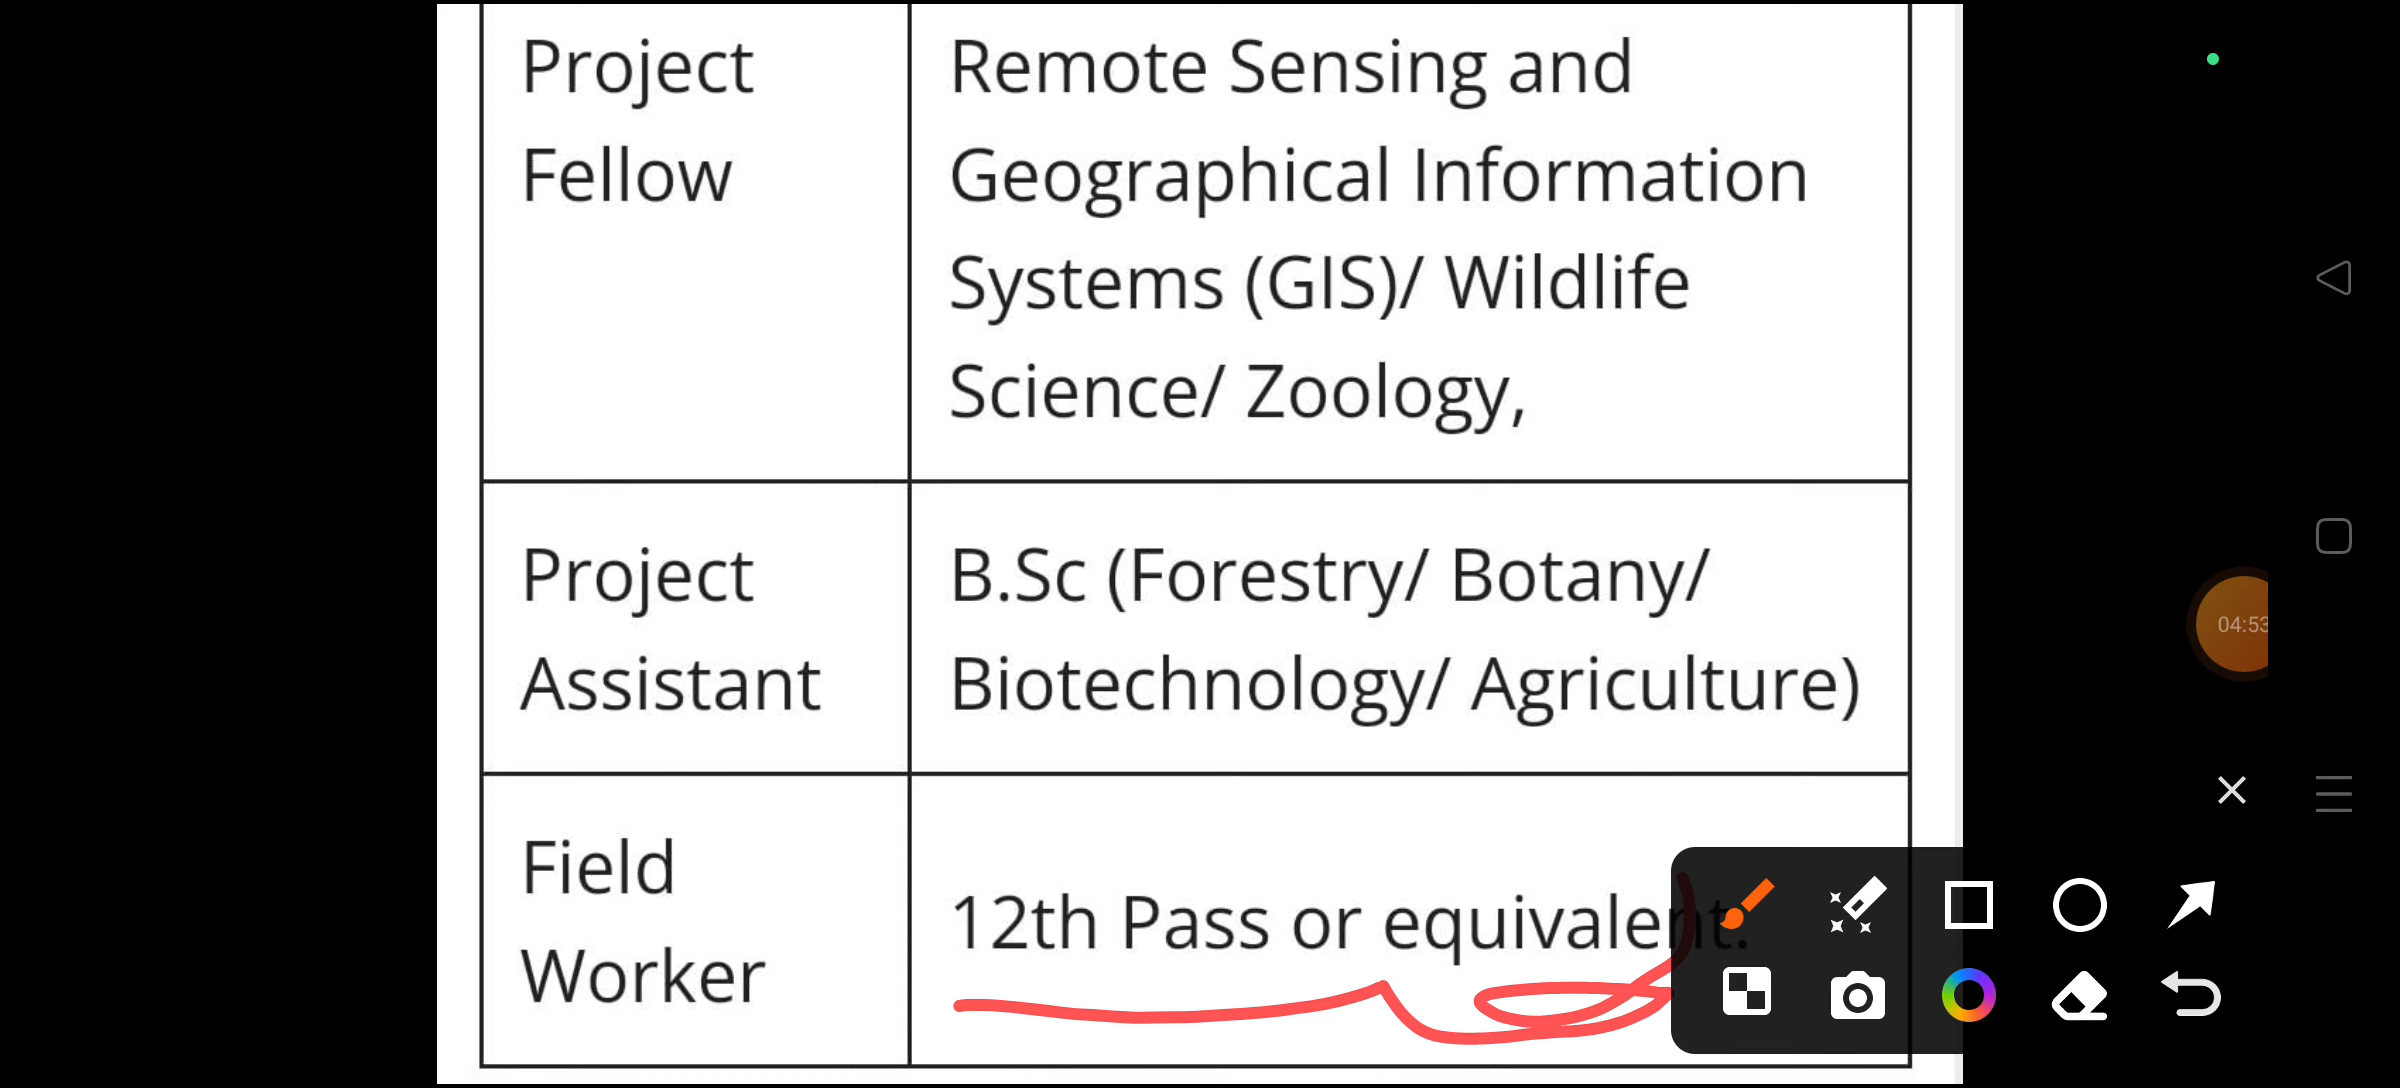 Project
Fellow
Remote Sensing and
Geographical Information
Systems (GIS)/ Wildlife
Science/ Zoology,
Project
Assistant
B.Sc (Forestry/ Botany/
Biotechnology/ Agriculture)
Field
Worker
12th Pass or equivalent.
04:53